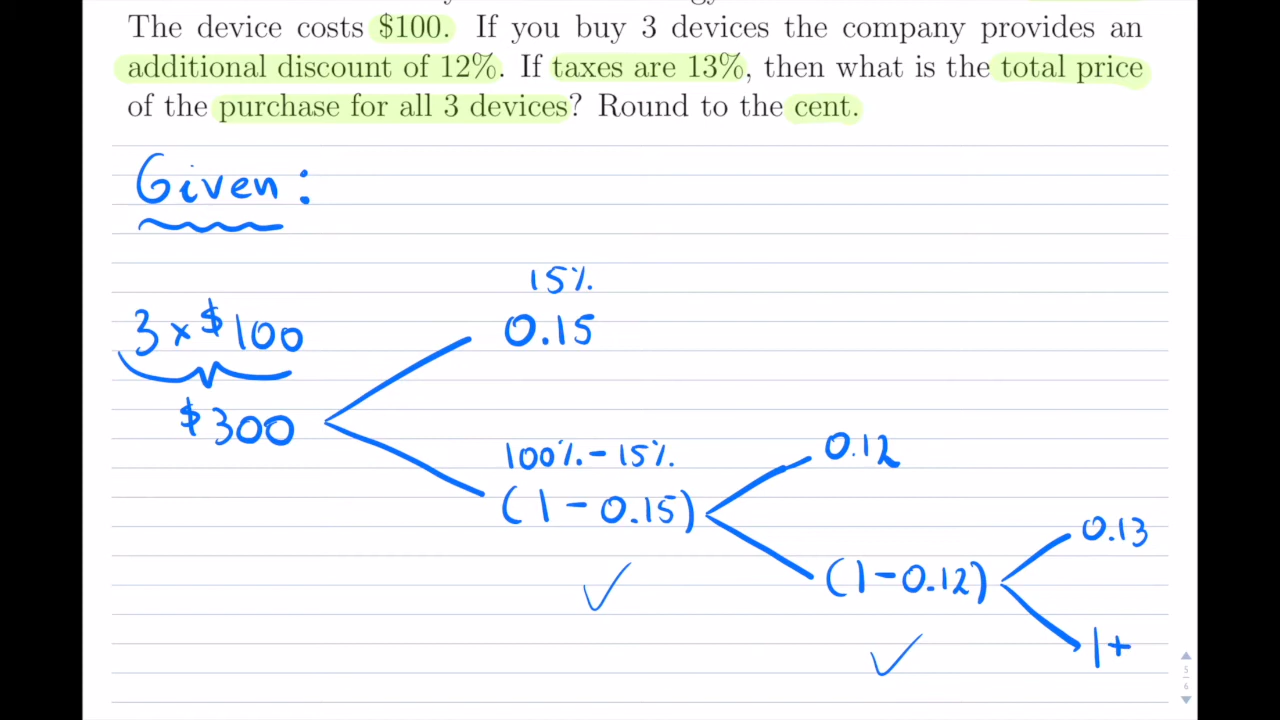 The device costs $100. If you buy 3 devices the company provides an
additional discount of 12%. If taxes are 13%, then what is the total price
of the purchase for all 3 devices? Round to the cent.
Given:
15%
3 x $100
0.15
$300
100% - 15%
(1 - 0.15)
0.12
(1 - 0.12)
0.13
1 +
5
6